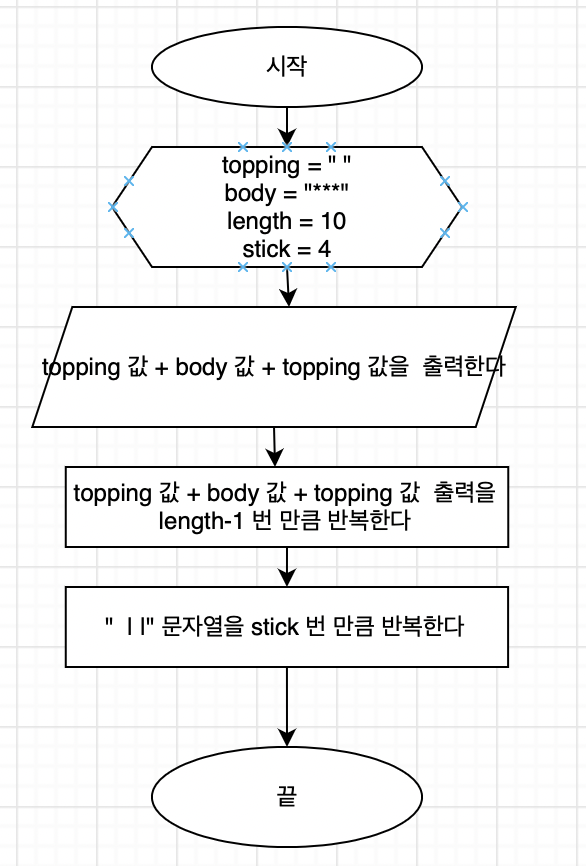 시작
topping = " "
body = "***"
length = 10
stick = 4
topping 값 + body 값 + topping 값을 출력한다
topping 값 + body 값 + topping 값 출력을
length-1 번 만큼 반복한다
" | |" 문자열을 stick 번 만큼 반복한다
끝